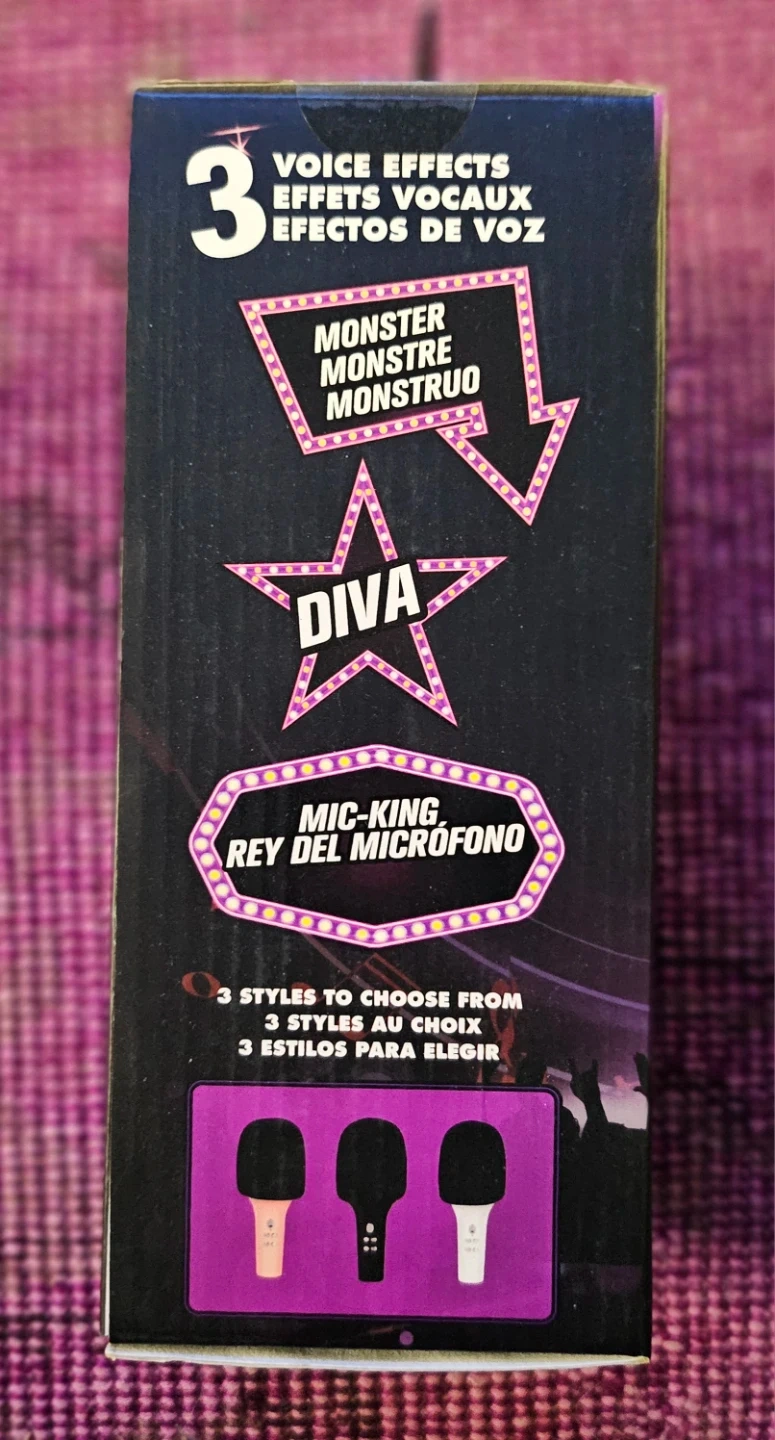 3 VOICE EFFECTS
EFFETS VOCAUX
EFECTOS DE VOZ
MONSTER
MONSTRE
MONSTRUO
DIVA
MIC-KING
REY DEL MICRÓFONO
3 STYLES TO CHOOSE FROM
3 STYLES AU CHOIX
3 ESTILOS PARA ELEGIR